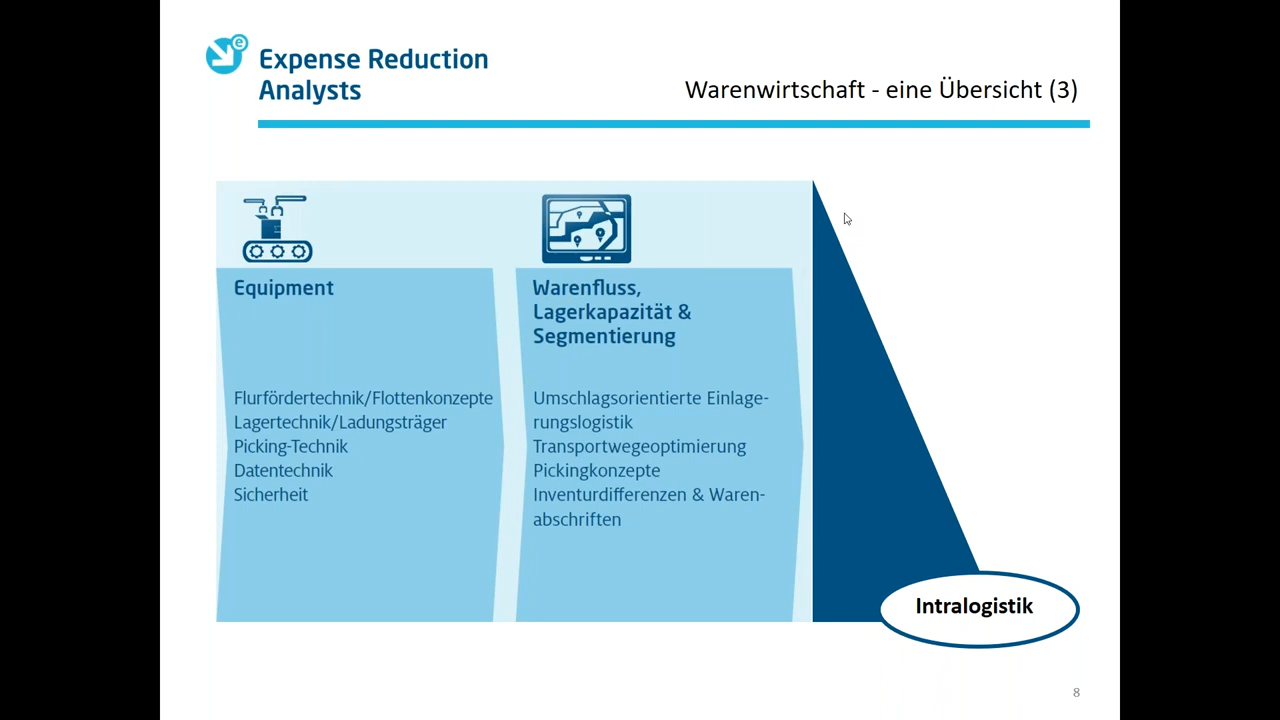 e
Expense Reduction
Analysts
Warenwirtschaft - eine Übersicht (3)
Equipment
Flurfördertechnik/Flottenkonzepte
Lagertechnik/Ladungsträger
Picking-Technik
Datentechnik
Sicherheit
Warenfluss,
Lagerkapazität &
Segmentierung
Umschlagsorientierte Einlage-
rungslogistik
Transportwegeoptimierung
Pickingkonzepte
Inventurdifferenzen & Waren-
abschriften
Intralogistik
8